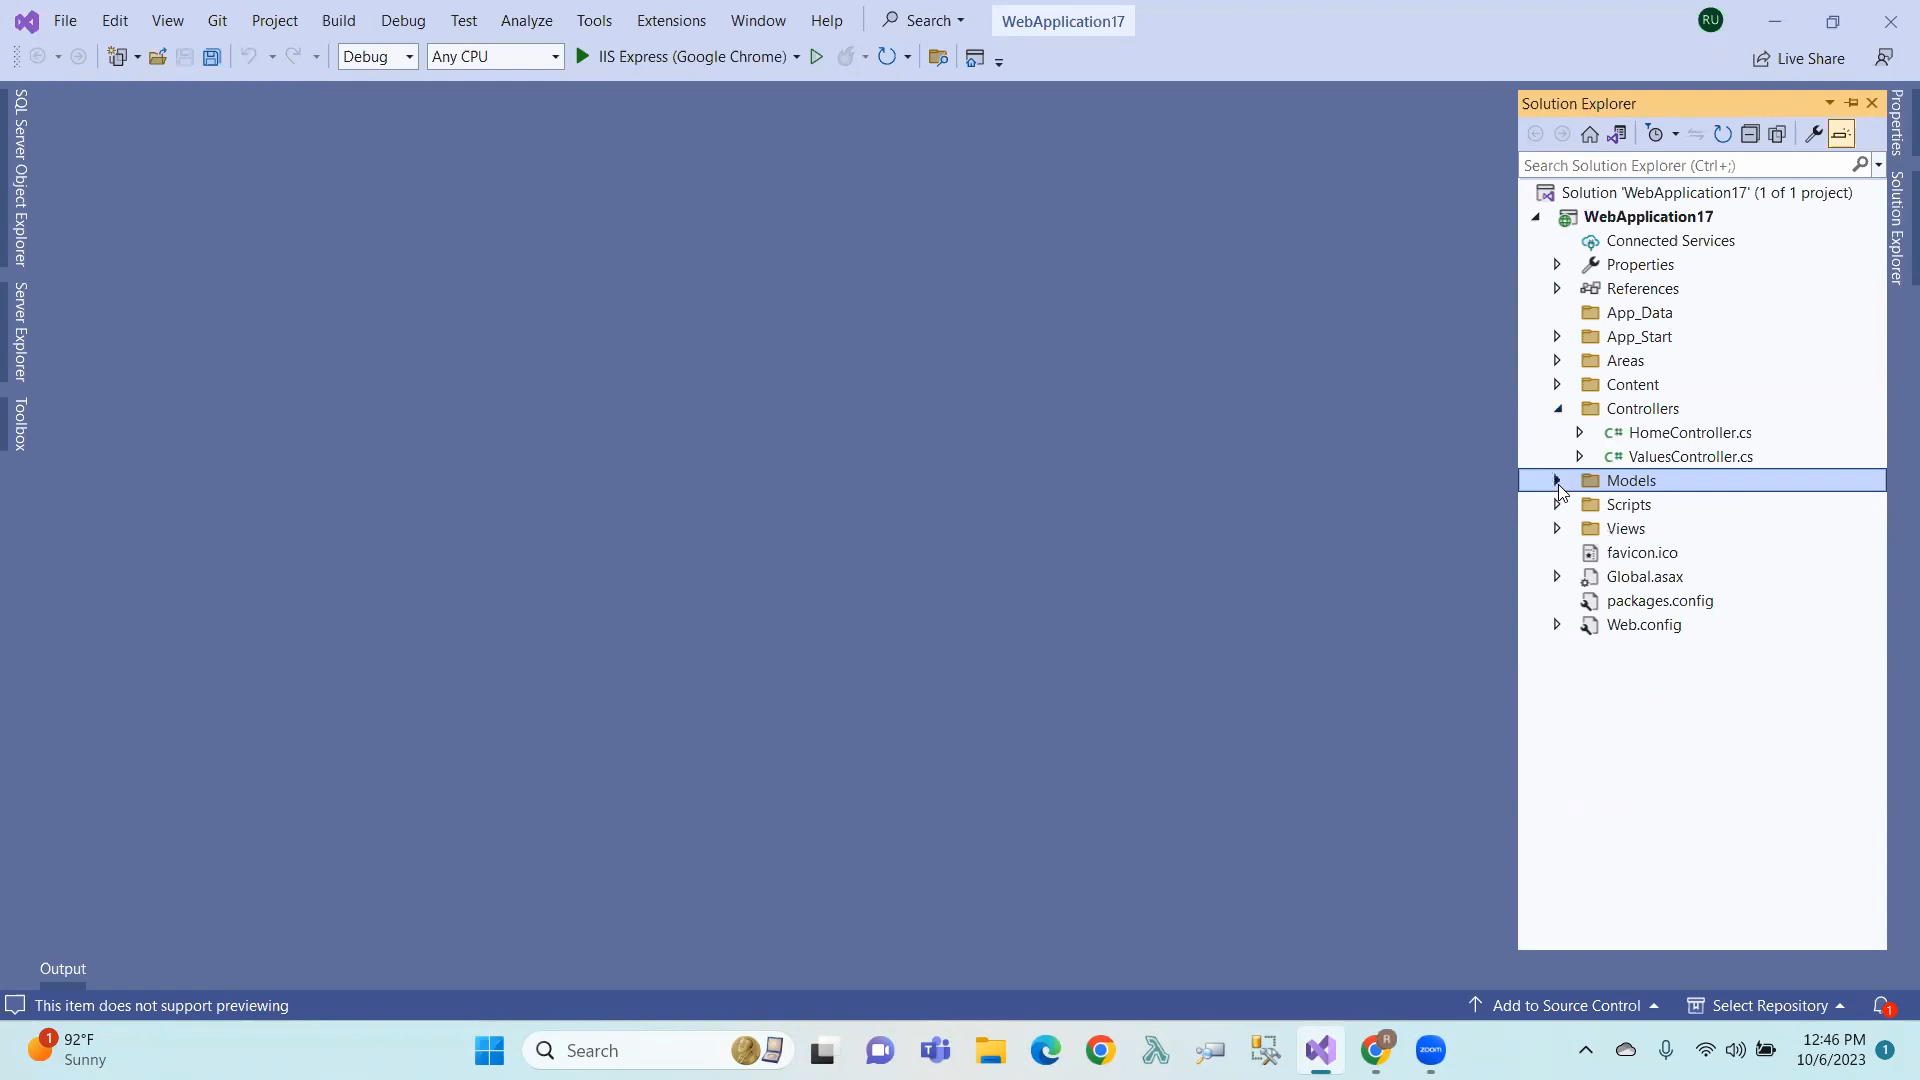 File Edit View Git Project Build Debug Test Analyze Tools Extensions Window Help Search WebApplication17 RU
Debug Any CPU IIS Express (Google Chrome) Live Share
SQL Server Object Explorer
Server Explorer
Toolbox
Solution Explorer
Search Solution Explorer (Ctrl+;)
Solution 'WebApplication17' (1 of 1 project)
WebApplication17
Connected Services
Properties
References
App_Data
App_Start
Areas
Content
Controllers
C# HomeController.cs
C# ValuesController.cs
Models
Scripts
Views
favicon.ico
Global.asax
packages.config
Web.config
Properties
Solution Explorer
Output
This item does not support previewing Add to Source Control Select Repository 1
1 92°F
Sunny
Search
R
zoom
12:46 PM
10/6/2023
1